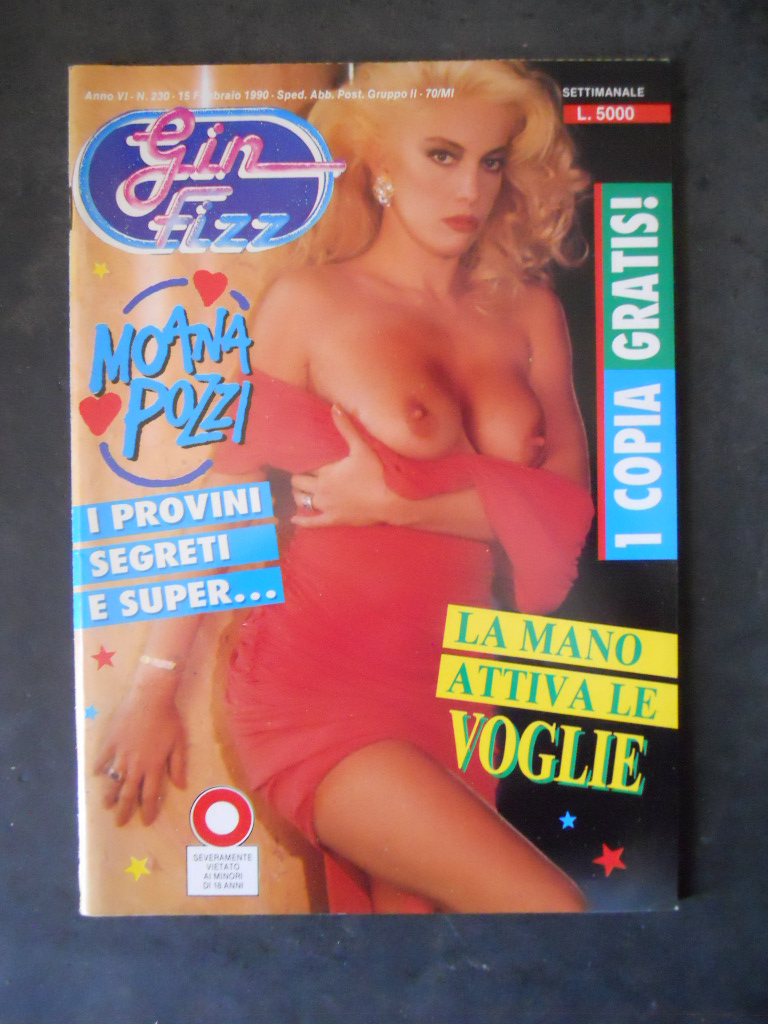 Anno VI - N. 230 - 15 Febbraio 1990 - Sped. Abb. Post. Gruppo II - 70/MI
SETTIMANALE
L. 5000
Gin
Fizz
1 COPIA GRATIS!
MOANA
POZZI
I PROVINI
SEGRETI
E SUPER...
LA MANO
ATTIVA LE
VOGLIE
SEVERAMENTE
VIETATO
AI MINORI
DI 18 ANNI